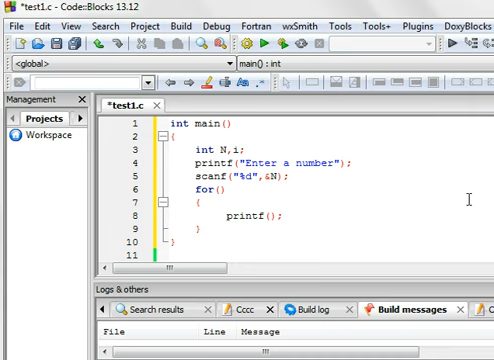 *test1.c - Code::Blocks 13.12
File Edit View Search Project Build Debug Fortran wxSmith Tools Tools+ Plugins DoxyBlocks
<global> main() : int
Management
*test1.c
Projects
Workspace
1 int main()
2 {
3 int N,i;
4 printf("Enter a number");
5 scanf("%d",&N);
6 for()
7 {
8 printf();
9 }
10 }
11
Logs & others
Search results Cccc Build log Build messages
File Line Message